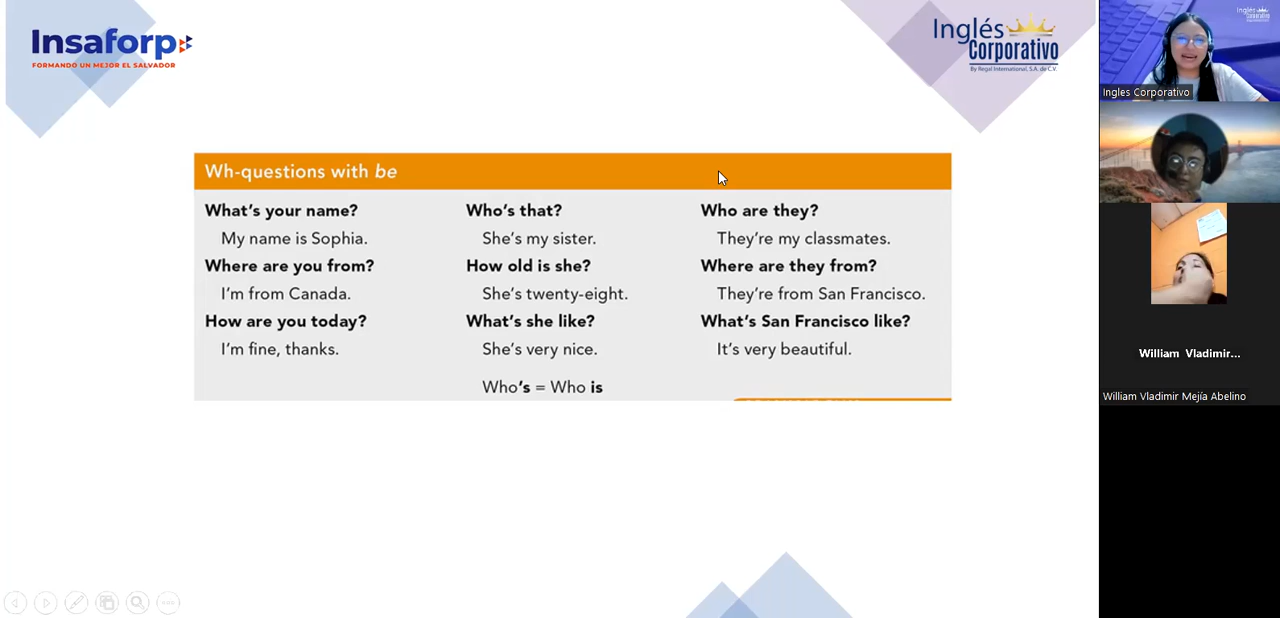 Insaforp
FORMANDO UN MEJOR EL SALVADOR
Inglés
Corporativo
By Regal International, S.A. de C.V.
Wh-questions with be
What's your name?
My name is Sophia.
Where are you from?
I'm from Canada.
How are you today?
I'm fine, thanks.
Who's that?
She's my sister.
How old is she?
She's twenty-eight.
What's she like?
She's very nice.
Who's = Who is
Who are they?
They're my classmates.
Where are they from?
They're from San Francisco.
What's San Francisco like?
It's very beautiful.
Inglés
Corporativo
Ingles Corporativo
William Vladimir...
William Vladimir Mejía Abelino